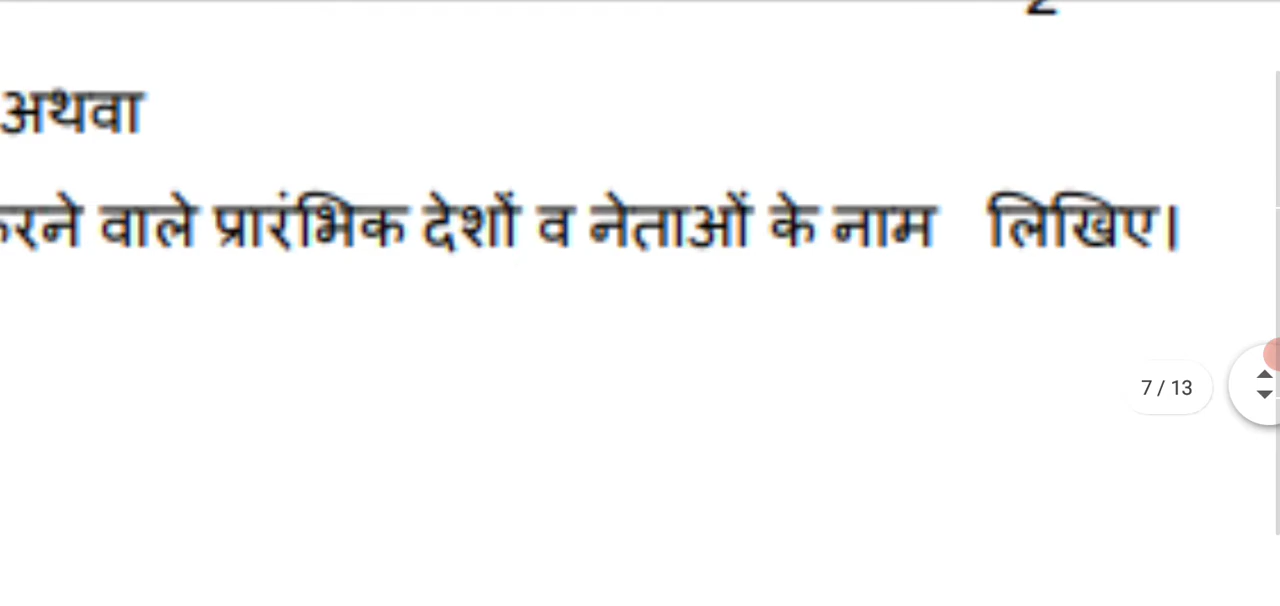 अथवा
रने वाले प्रारंभिक देशों व नेताओं के नाम लिखिए।
7 / 13